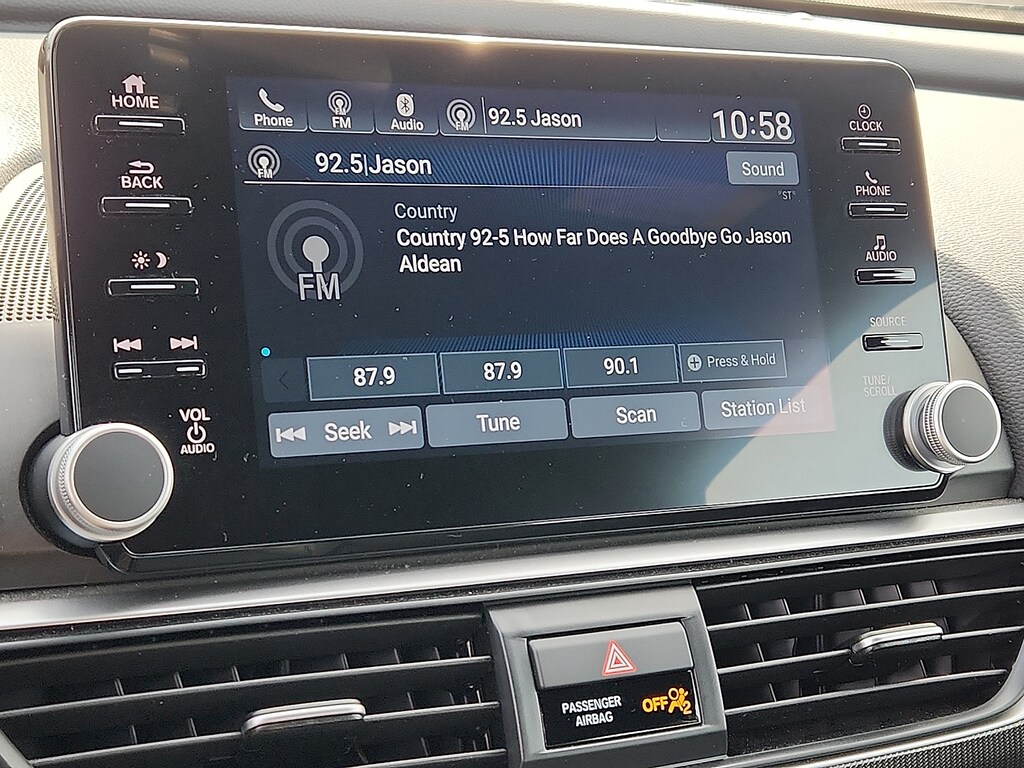 HOME
BACK
VOL
AUDIO
Phone
FM
Audio
FM
92.5 Jason
10:58
FM
92.5|Jason
Sound
"ST"
FM
Country
Country 92-5 How Far Does A Goodbye Go Jason
Aldean
87.9
87.9
90.1
Press & Hold
Seek
Tune
Scan
Station List
CLOCK
PHONE
AUDIO
SOURCE
TUNE/
SCROLL
PASSENGER
AIRBAG
OFF
2